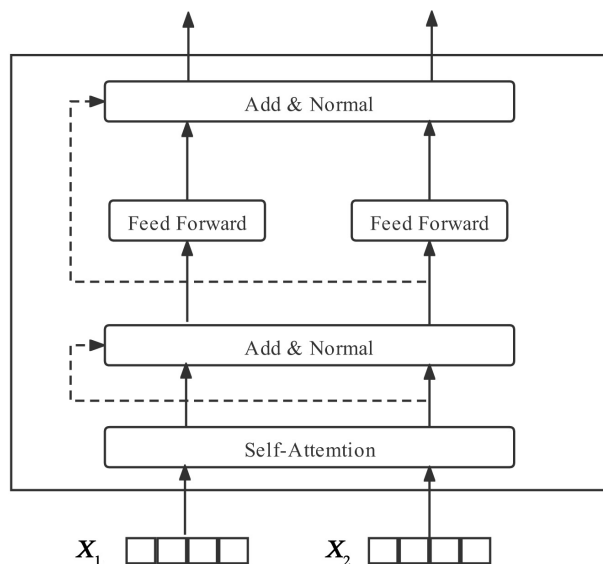 Add & Normal
Feed Forward Feed Forward
Add & Normal
Self-Attemtion
X₁ X₂